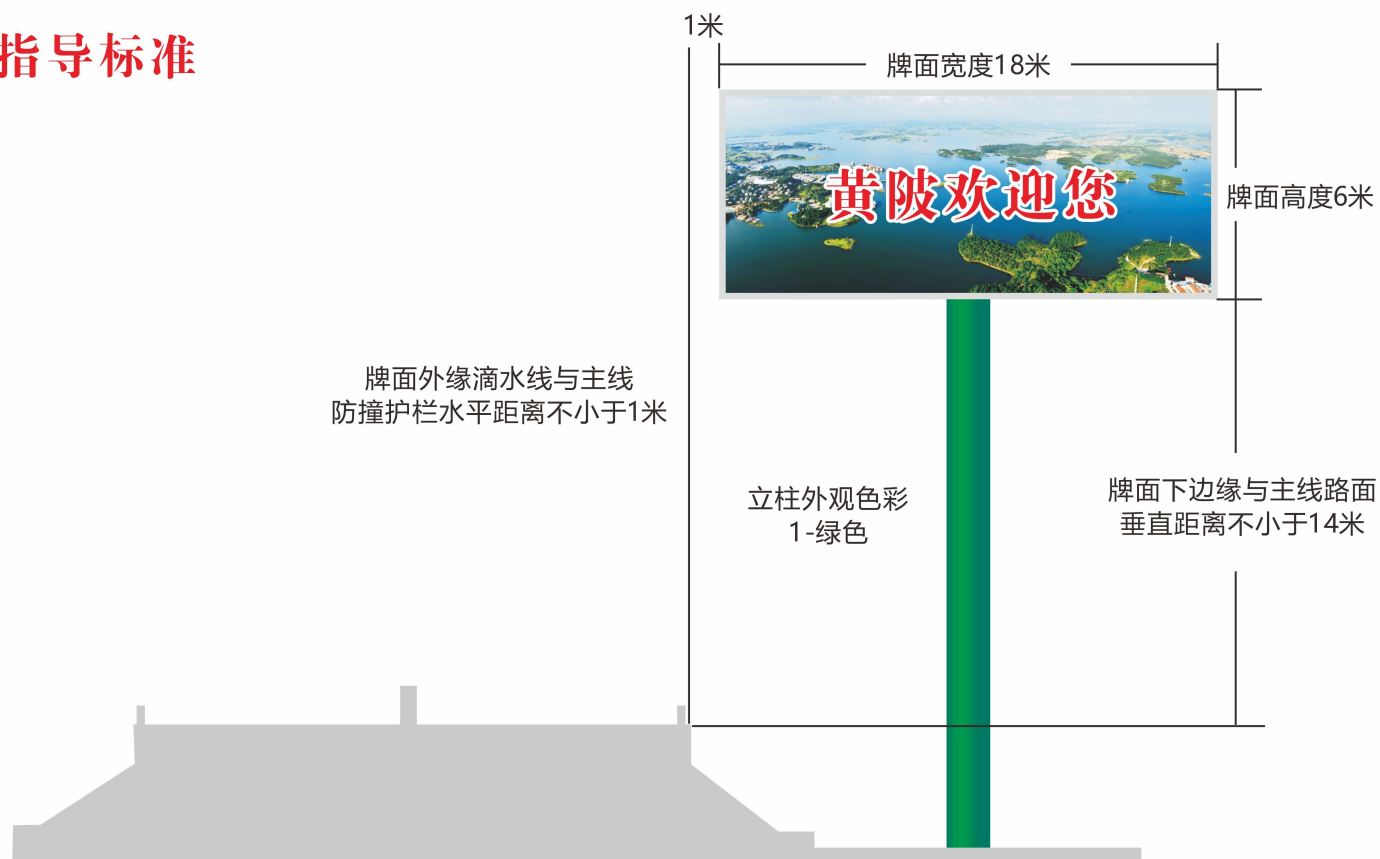 指导标准
1米
牌面宽度18米
黄陂欢迎您
牌面高度6米
牌面外缘滴水线与主线
防撞护栏水平距离不小于1米
立柱外观色彩
1-绿色
牌面下边缘与主线路面
垂直距离不小于14米